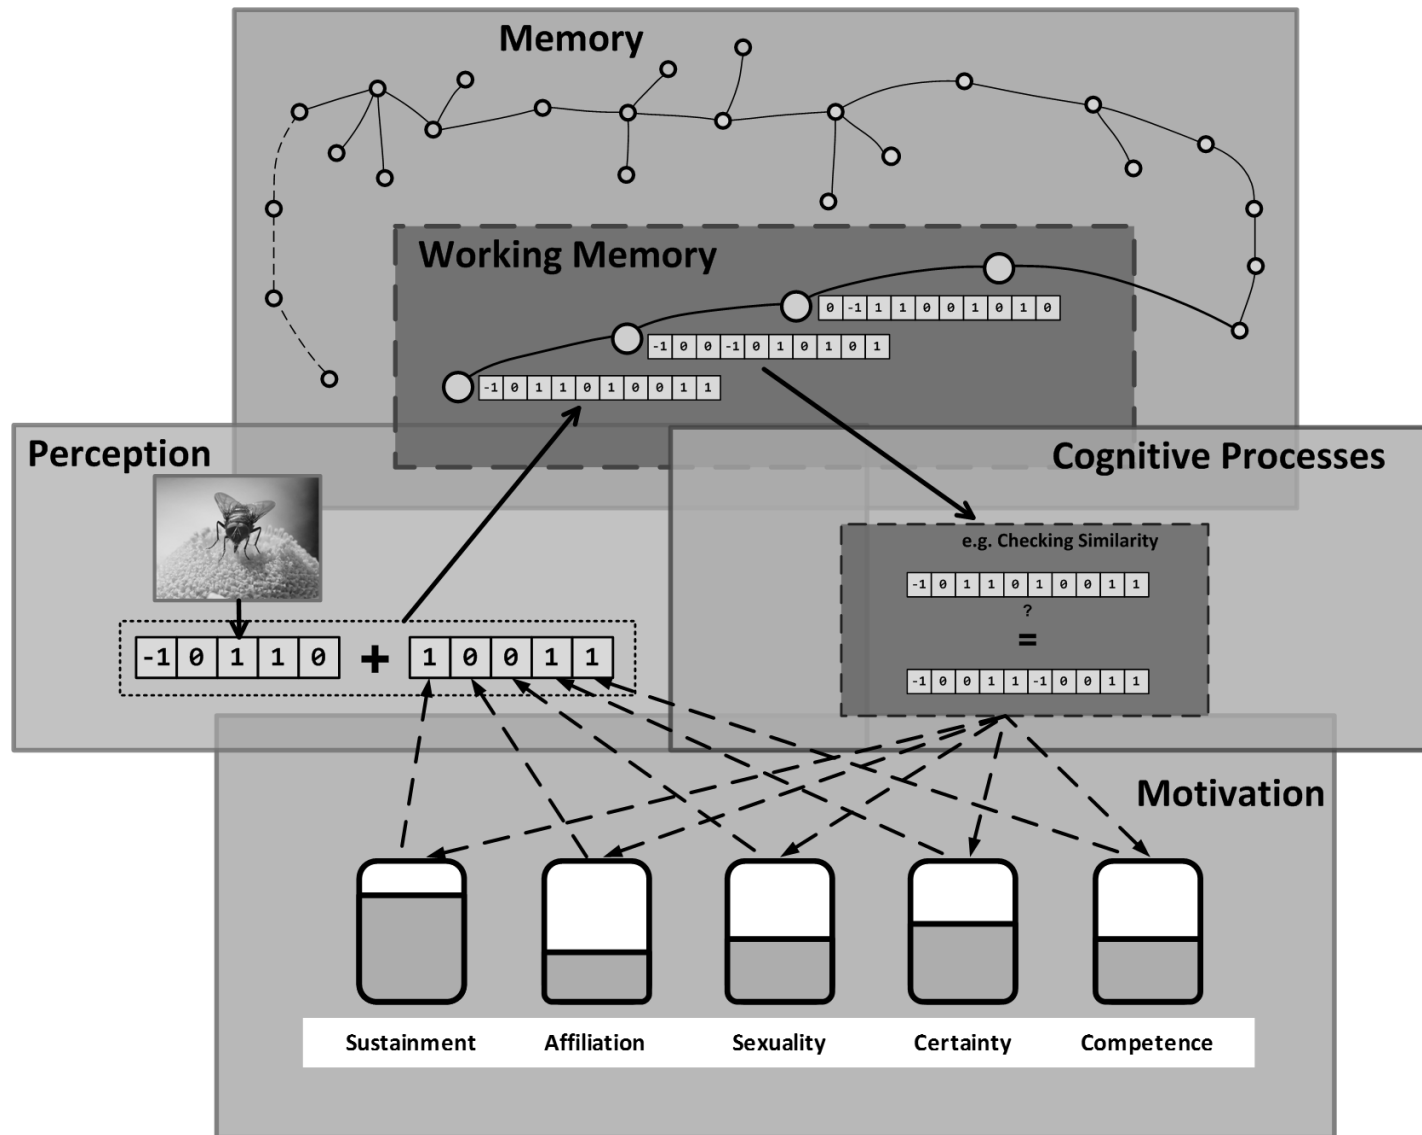 Memory
Working Memory
0 -1 1 1 0 0 1 0 1 0
-1 0 0 -1 0 1 0 1 0 1
-1 0 1 1 0 1 0 0 1 1
Perception
Cognitive Processes
e.g. Checking Similarity
-1 0 1 1 0 1 0 0 1 1
?
=
-1 0 0 1 1 -1 0 0 1 1
-1 0 1 1 0 + 1 0 0 1 1
Motivation
Sustainment Affiliation Sexuality Certainty Competence